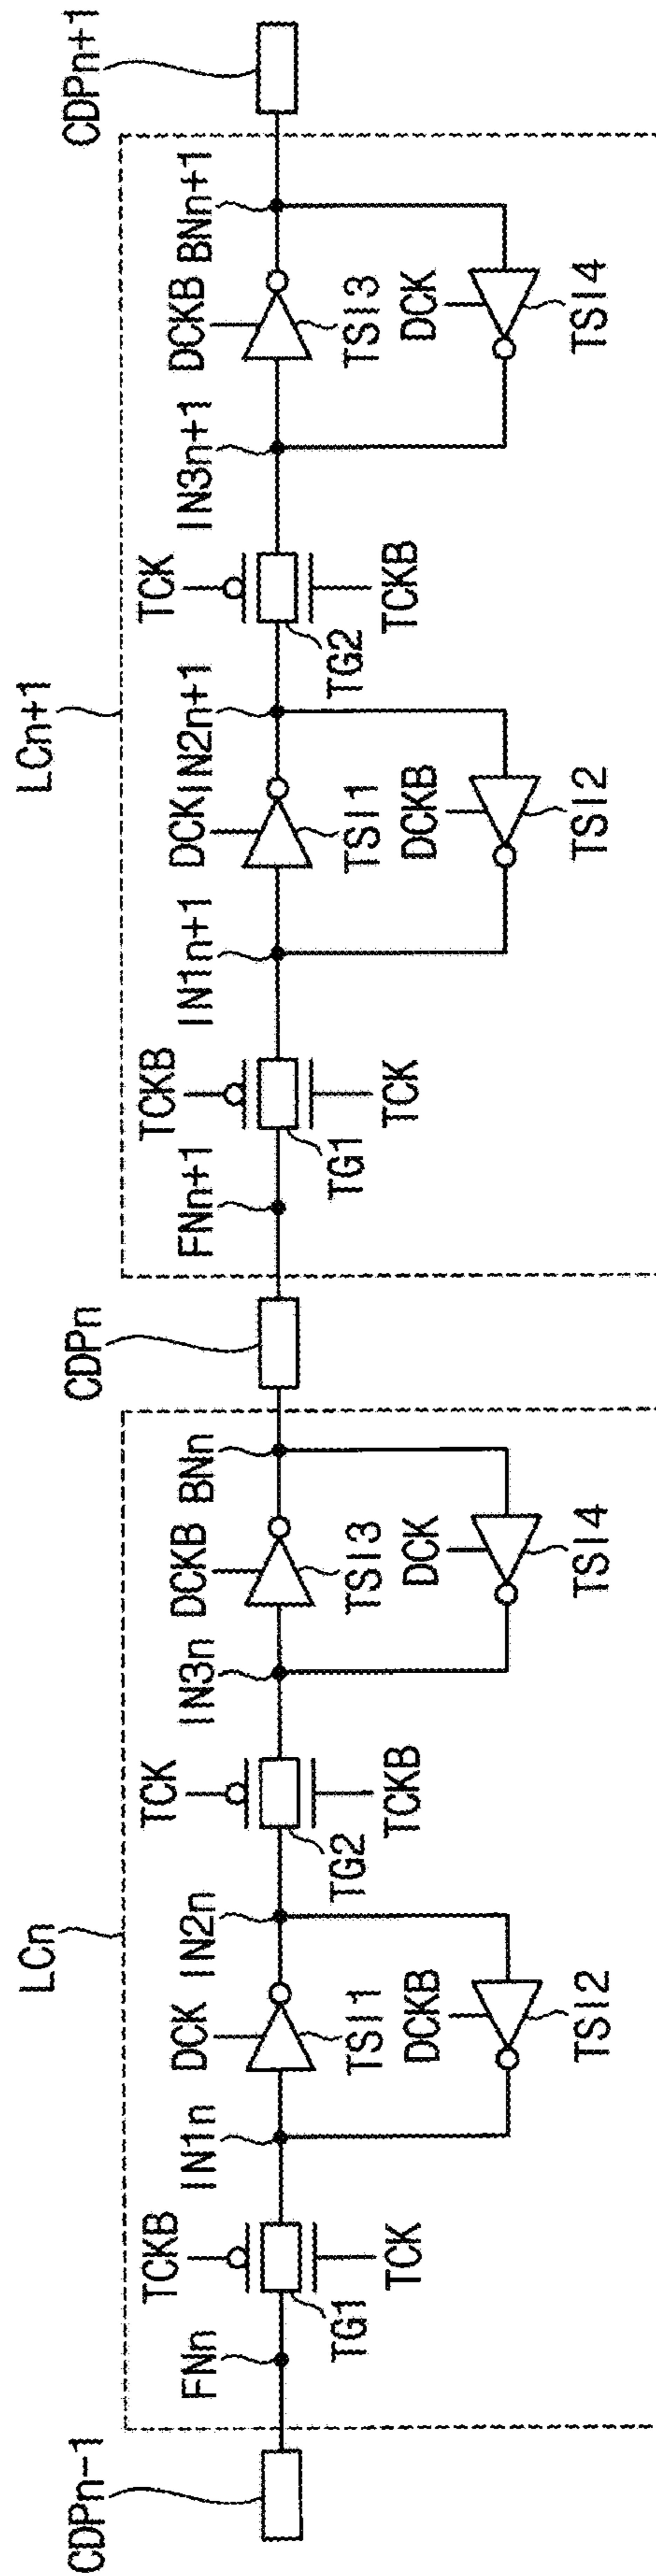 LCn
LCn+1
CDPn-1
FNn
TCKB
TG1
TCK
IN1n
DCK
TSI1
DCKB
TSI2
IN2n
TCK
TG2
TCKB
IN3n
DCKB
TSI3
DCK
TSI4
BNn
CDPn
FNn+1
TCKB
TG1
TCK
IN1n+1
DCK
TSI1
DCKB
TSI2
IN2n+1
TCK
TG2
TCKB
IN3n+1
DCKB
TSI3
DCK
TSI4
BNn+1
CDPn+1